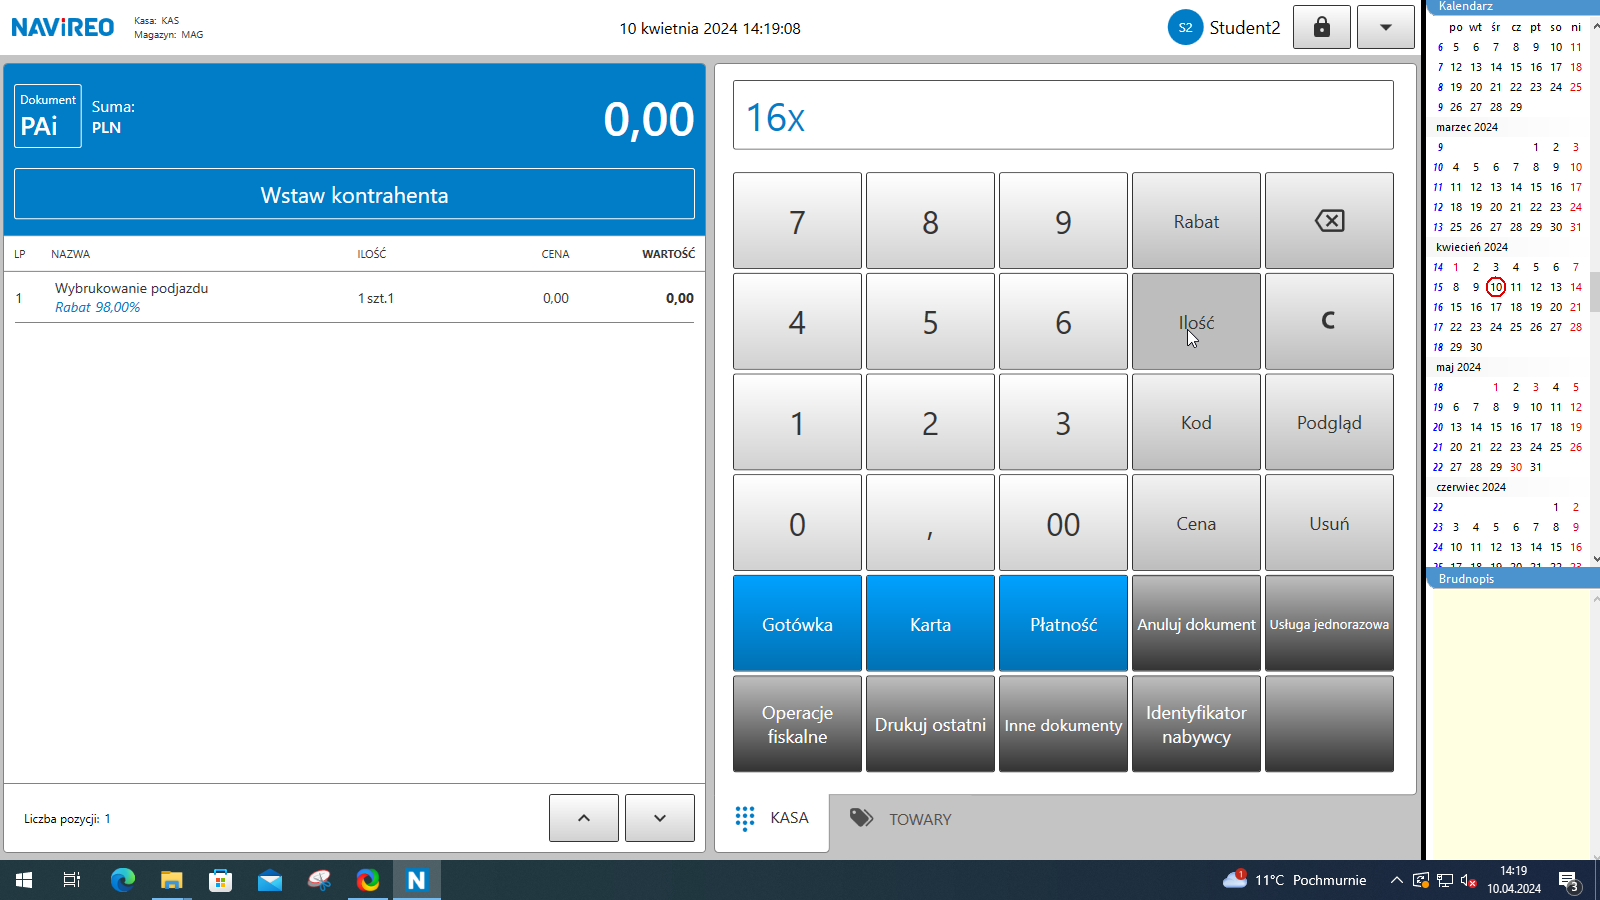 NAVIREO
Kasa: KAS
Magazyn: MAG
10 kwietnia 2024 14:19:08
S2 Student2
Dokument
PAi
Suma:
PLN
0,00
Wstaw kontrahenta
LP NAZWA ILOŚĆ CENA WARTOŚĆ
1 Wybrukowanie podjazdu 1 szt.1 0,00 0,00
Rabat 98,00%
Liczba pozycji: 1
16x
7 8 9 Rabat
4 5 6 Ilość C
1 2 3 Kod Podgląd
0 , 00 Cena Usuń
Gotówka Karta Płatność Anuluj dokument Usługa jednorazowa
Operacje fiskalne Drukuj ostatni Inne dokumenty Identyfikator nabywcy
KASA TOWARY
Kalendarz
po wt śr cz pt so ni
6 5 6 7 8 9 10 11
7 12 13 14 15 16 17 18
8 19 20 21 22 23 24 25
9 26 27 28 29
marzec 2024
9 1 2 3
10 4 5 6 7 8 9 10
11 11 12 13 14 15 16 17
12 18 19 20 21 22 23 24
13 25 26 27 28 29 30 31
kwiecień 2024
14 1 2 3 4 5 6 7
15 8 9 10 11 12 13 14
16 15 16 17 18 19 20 21
17 22 23 24 25 26 27 28
18 29 30
maj 2024
18 1 2 3 4 5
19 6 7 8 9 10 11 12
20 13 14 15 16 17 18 19
21 20 21 22 23 24 25 26
22 27 28 29 30 31
czerwiec 2024
22 1 2
23 3 4 5 6 7 8 9
24 10 11 12 13 14 15 16
25 17 18 19 20 21 22 23
Brudnopis
N
1 11°C Pochmurnie
14:19
10.04.2024
3